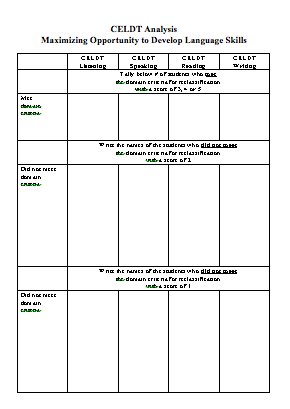 CELDT Analysis
Maximizing Opportunity to Develop Language Skills
CELDT Listening
CELDT Speaking
CELDT Reading
CELDT Writing
Tally below # of students who met
the domain criteria for reclassification
with a score of 3, 4 or 5
Met
domain
criteria
Write the names of the students who did not meet
the domain criteria for reclassification
with a score of 2
Did not meet
domain
criteria
Write the names of the students who did not meet
the domain criteria for reclassification
with a score of 1
Did not meet
domain
criteria